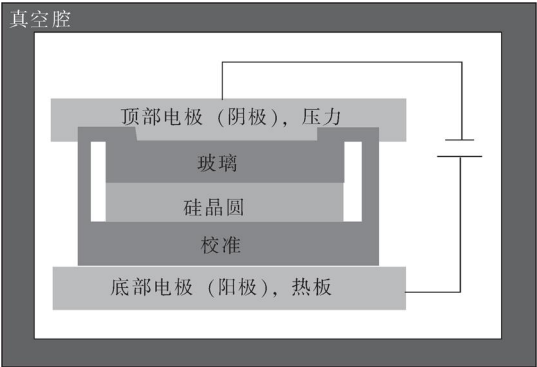 真空腔
顶部电极（阴极），压力
玻璃
硅晶圆
校准
底部电极（阳极），热板